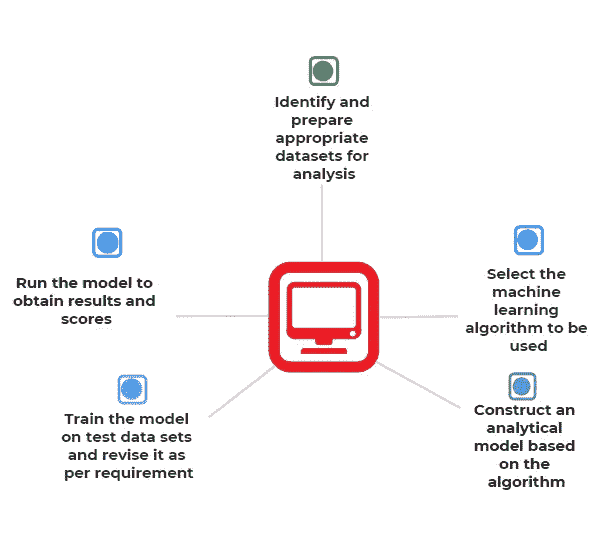 Identify and
prepare
appropriate
datasets for
analysis
Select the
machine
learning
algorithm to be
used
Construct an
analytical
model based
on the
algorithm
Train the model
on test data sets
and revise it as
per requirement
Run the model to
obtain results and
scores